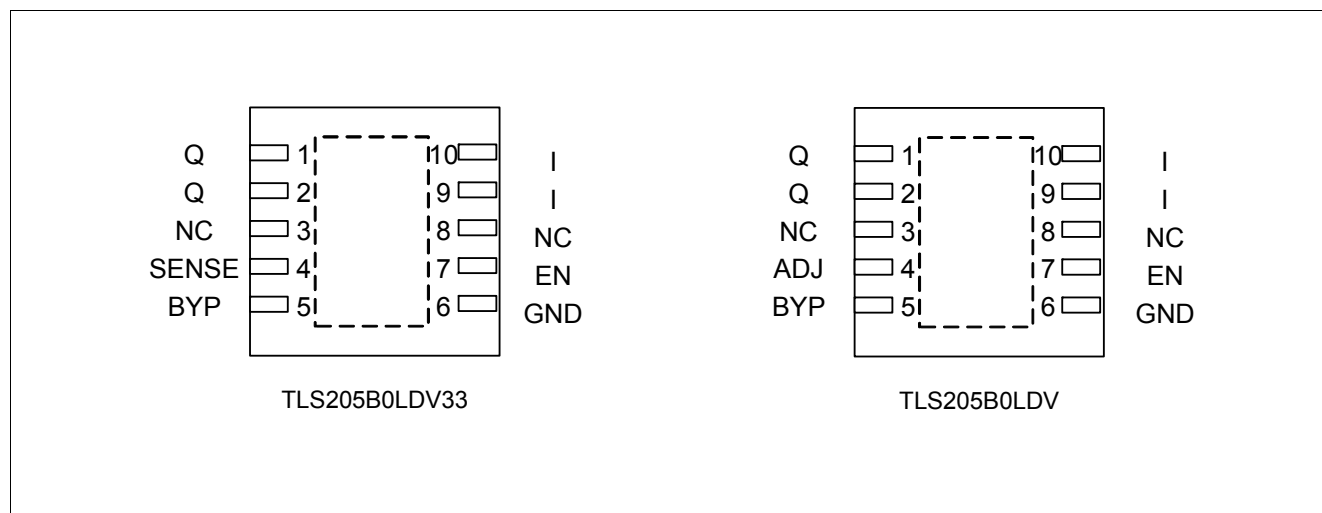 Q 1 10 I
Q 2 9 I
NC 3 8 NC
SENSE 4 7 EN
BYP 5 6 GND
TLS205B0LDV33
Q 1 10 I
Q 2 9 I
NC 3 8 NC
ADJ 4 7 EN
BYP 5 6 GND
TLS205B0LDV